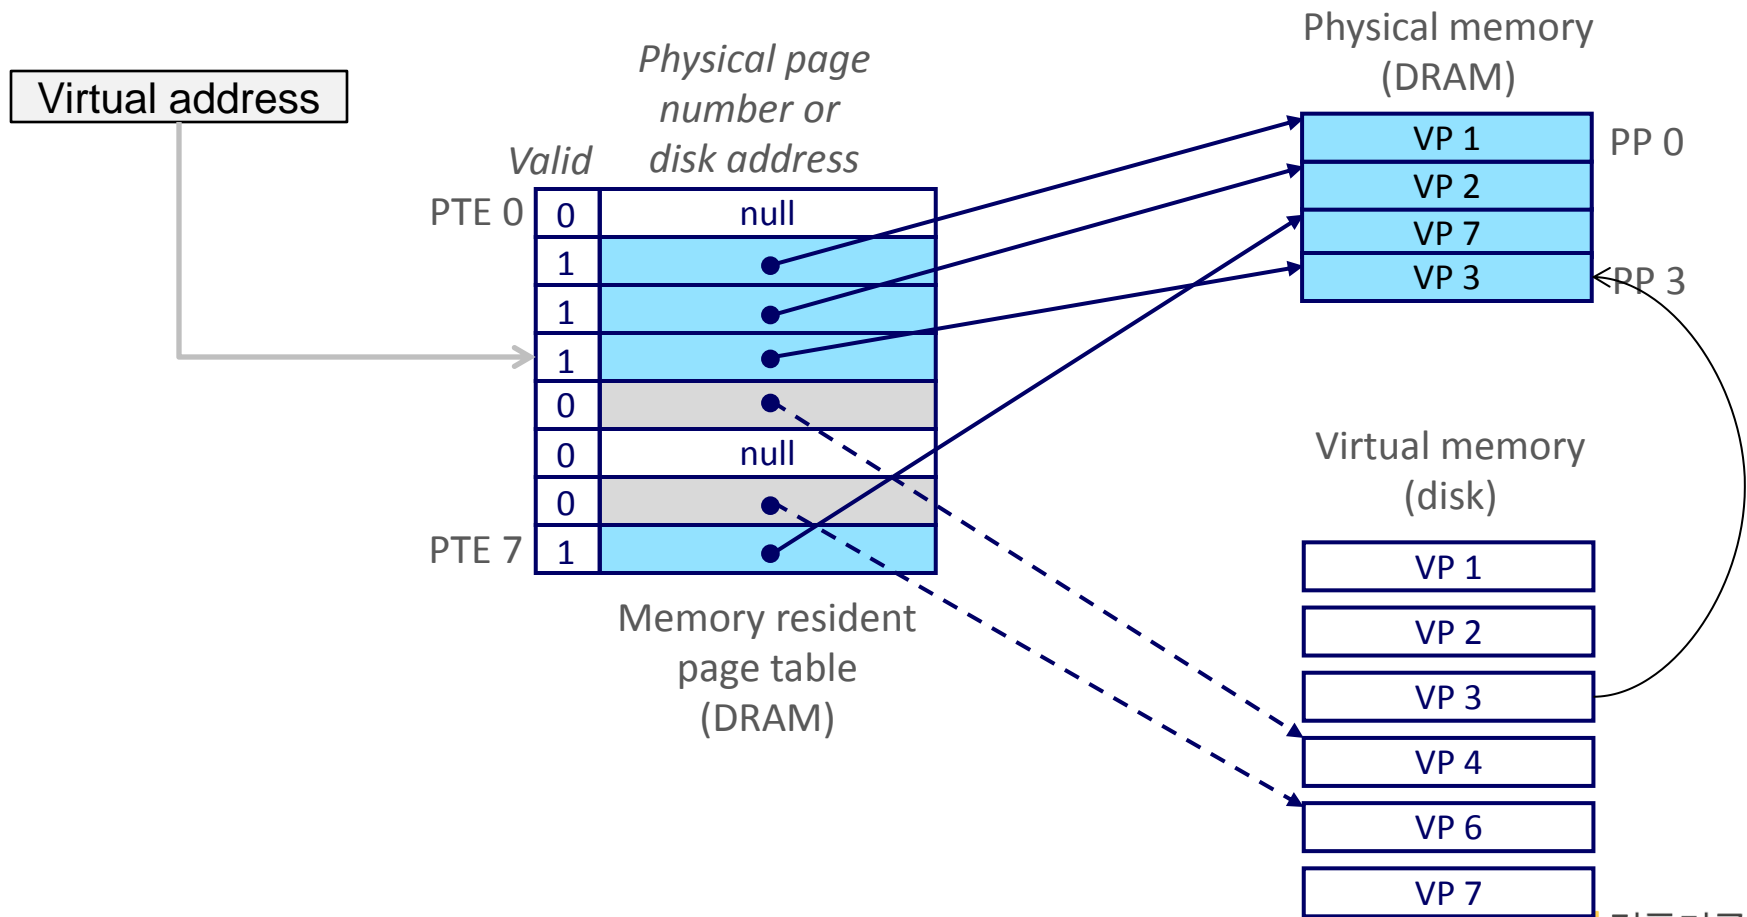 Virtual address
Physical page
number or
disk address
Valid
PTE 0
0
null
1
1
1
0
0
null
0
PTE 7
1
Memory resident
page table
(DRAM)
Physical memory
(DRAM)
VP 1
PP 0
VP 2
VP 7
VP 3
PP 3
Virtual memory
(disk)
VP 1
VP 2
VP 3
VP 4
VP 6
VP 7